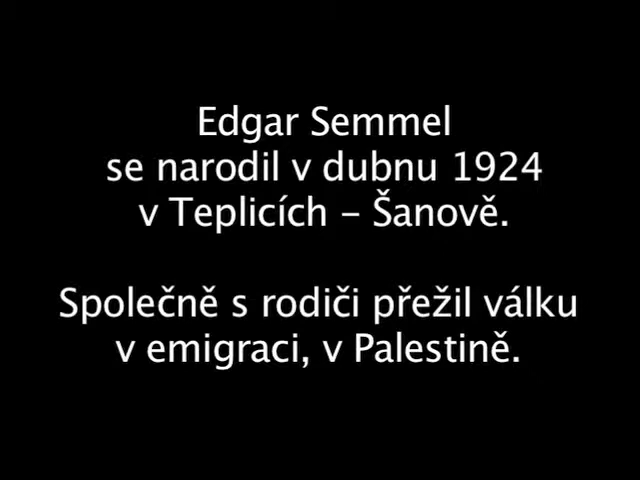 Edgar Semmel
se narodil v dubnu 1924
v Teplicích - Šanově.
Společně s rodiči přežil válku
v emigraci, v Palestině.